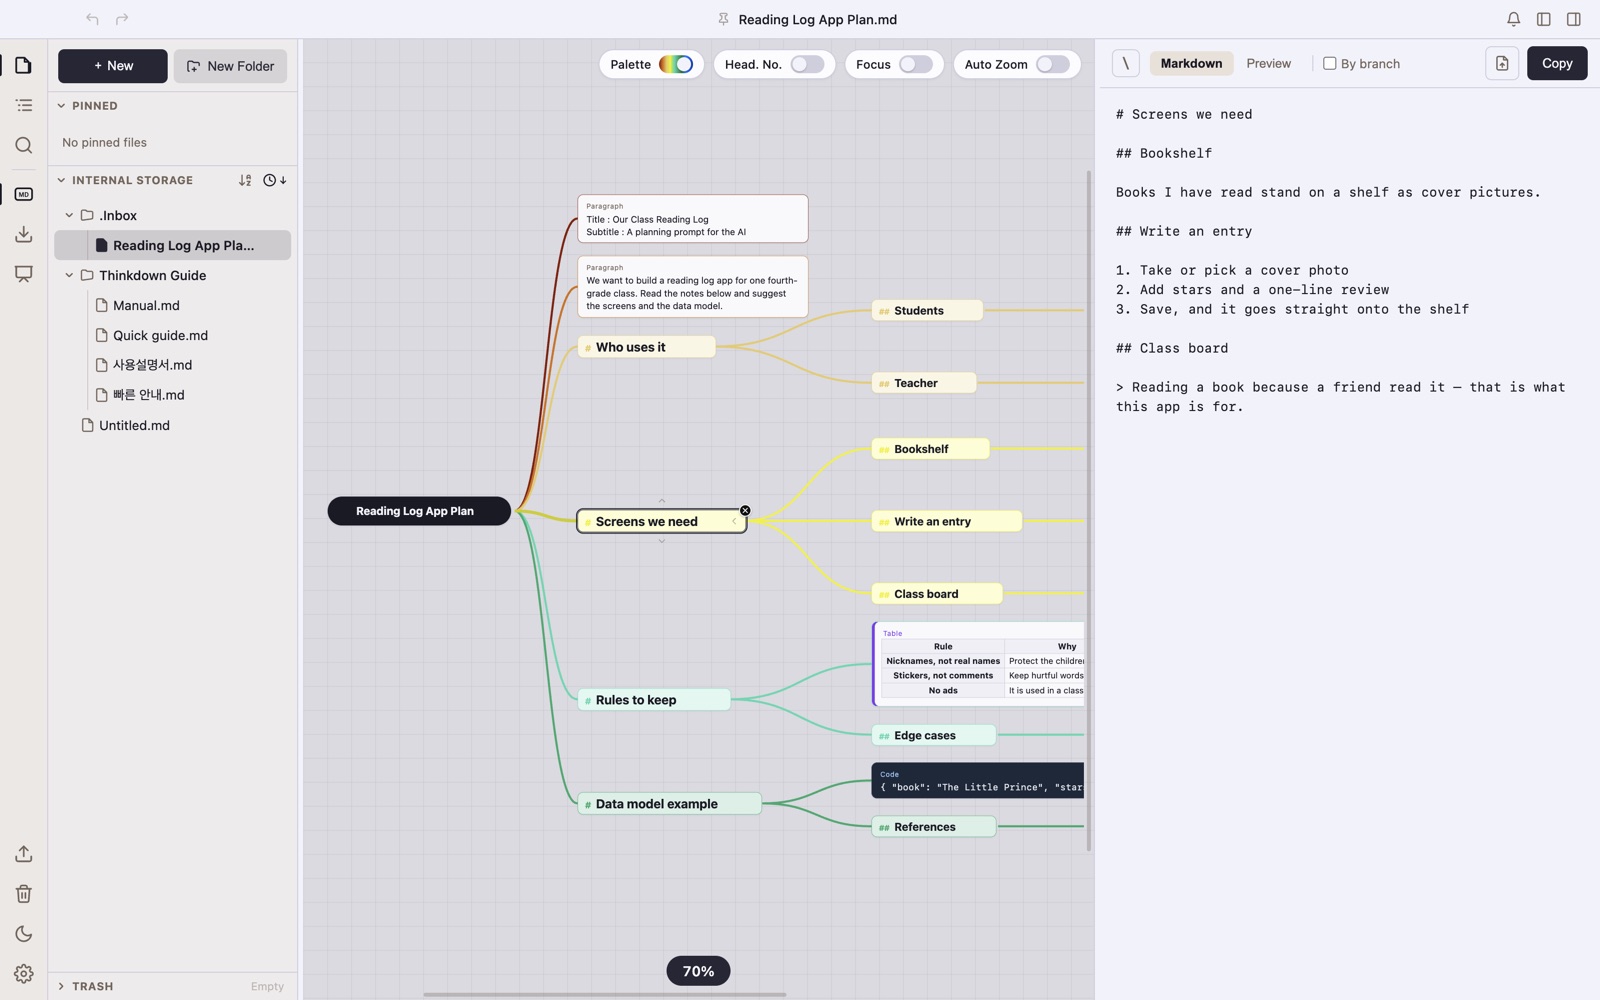 Reading Log App Plan.md
+ New
New Folder
PINNED
No pinned files
INTERNAL STORAGE
.Inbox
Reading Log App Pla...
Thinkdown Guide
Manual.md
Quick guide.md
사용설명서.md
빠른 안내.md
Untitled.md
TRASH
Empty
MD
Palette
Head. No.
Focus
Auto Zoom
Reading Log App Plan
Paragraph
Title : Our Class Reading Log
Subtitle : A planning prompt for the AI
Paragraph
We want to build a reading log app for one fourth-
grade class. Read the notes below and suggest
the screens and the data model.
# Who uses it
## Students
## Teacher
# Screens we need
## Bookshelf
## Write an entry
## Class board
# Rules to keep
Table
Rule Why
Nicknames, not real names Protect the childre
Stickers, not comments Keep hurtful words
No ads It is used in a class
## Edge cases
# Data model example
Code
{ "book": "The Little Prince", "star
## References
70%
\
Markdown
Preview
By branch
Copy
# Screens we need
## Bookshelf
Books I have read stand on a shelf as cover pictures.
## Write an entry
1. Take or pick a cover photo
2. Add stars and a one-line review
3. Save, and it goes straight onto the shelf
## Class board
> Reading a book because a friend read it — that is what
this app is for.